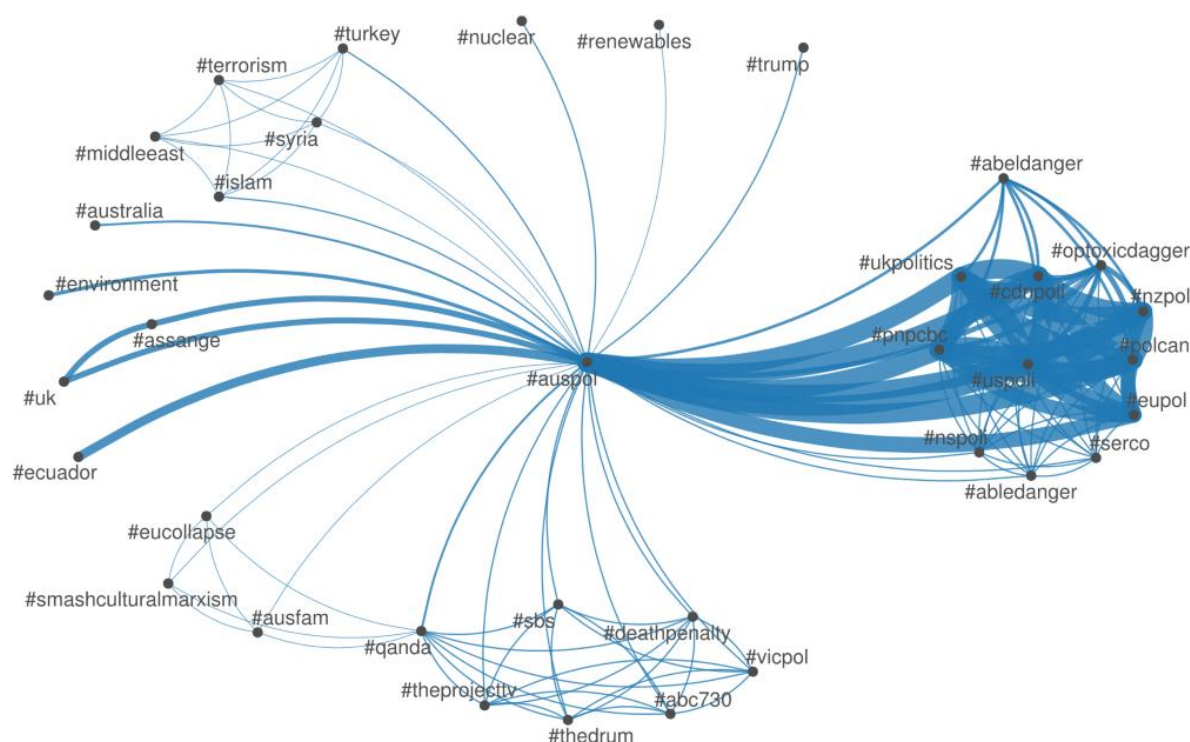 #turkey
#nuclear
#renewables
#trump
#terrorism
#syria
#middleeast
#islam
#australia
#environment
#assange
#uk
#ecuador
#auspol
#abeldanger
#optoxicdagger
#ukpolitics
#cdnpoli
#nzpol
#pnpcbc
#polcan
#uspoli
#eupol
#nspoli
#serco
#abledanger
#eucollapse
#smashculturalmarxism
#ausfam
#qanda
#sbs
#deathpenalty
#vicpol
#theprojecttv
#abc730
#thedrum